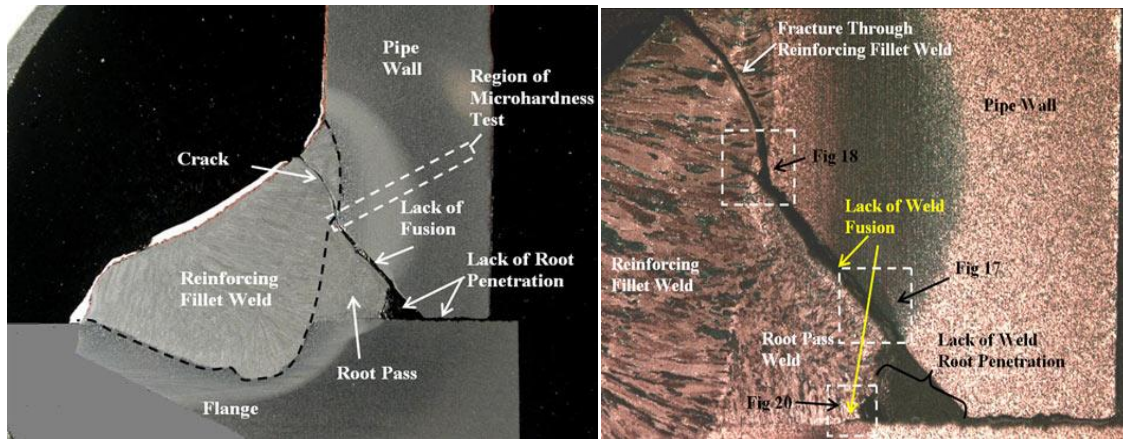 Pipe
Wall
Region of
Microhardness
Test
Crack
Lack of
Fusion
Lack of Root
Penetration
Reinforcing
Fillet Weld
Root Pass
Flange
Fracture Through
Reinforcing Fillet Weld
Pipe Wall
Fig 18
Lack of Weld
Fusion
Reinforcing
Fillet Weld
Fig 17
Root Pass
Weld
Lack of Weld
Root Penetration
Fig 20